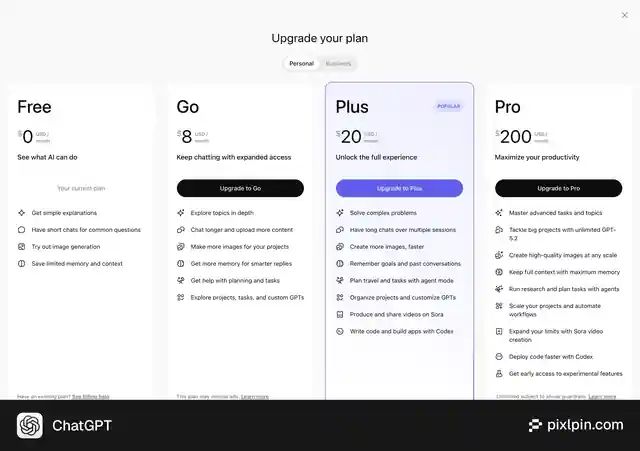 Upgrade your plan
Personal Business
Free
$0 USD / month
See what AI can do
Your current plan
Get simple explanations
Have short chats for common questions
Try out image generation
Save limited memory and context
Have an existing plan? See billing help
Go
$8 USD / month
Keep chatting with expanded access
Upgrade to Go
Explore topics in depth
Chat longer and upload more content
Make more images for your projects
Get more memory for smarter replies
Get help with planning and tasks
Explore projects, tasks, and custom GPTs
This plan may include ads. Learn more
Plus
POPULAR
$20 USD / month
Unlock the full experience
Upgrade to Plus
Solve complex problems
Have long chats over multiple sessions
Create more images, faster
Remember goals and past conversations
Plan travel and tasks with agent mode
Organize projects and customize GPTs
Produce and share videos on Sora
Write code and build apps with Codex
Pro
$200 USD / month
Maximize your productivity
Upgrade to Pro
Master advanced tasks and topics
Tackle big projects with unlimited GPT-
5.2
Create high-quality images at any scale
Keep full context with maximum memory
Run research and plan tasks with agents
Scale your projects and automate
workflows
Expand your limits with Sora video
creation
Deploy code faster with Codex
Get early access to experimental features
Unlimited subject to abuse guardrails. Learn more
ChatGPT
pixlpin.com